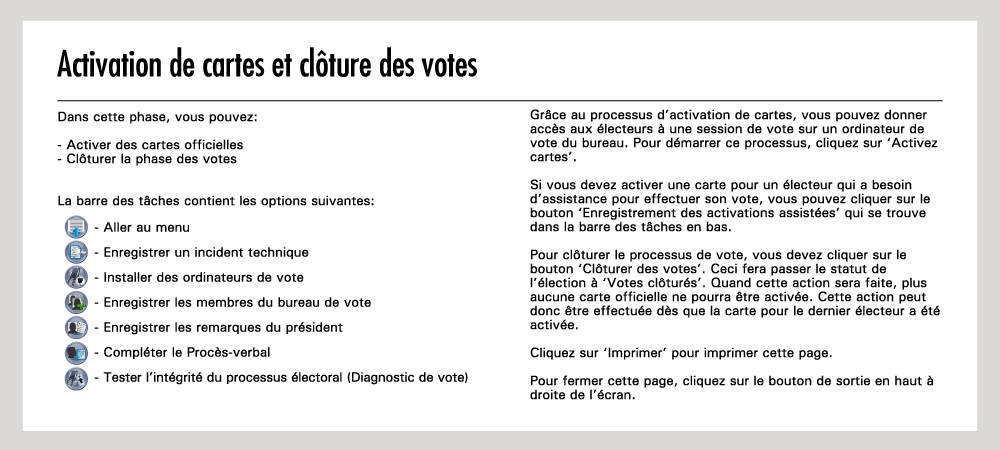 Activation de cartes et clôture des votes
Dans cette phase, vous pouvez:
- Activer des cartes officielles
- Clôturer la phase des votes
La barre des tâches contient les options suivantes:
- Aller au menu
- Enregistrer un incident technique
- Installer des ordinateurs de vote
- Enregistrer les membres du bureau de vote
- Enregistrer les remarques du président
- Compléter le Procès-verbal
- Tester l'intégrité du processus électoral (Diagnostic de vote)
Grâce au processus d'activation de cartes, vous pouvez donner
accès aux électeurs à une session de vote sur un ordinateur de
vote du bureau. Pour démarrer ce processus, cliquez sur ‘Activez
cartes’.
Si vous devez activer une carte pour un électeur qui a besoin
d'assistance pour effectuer son vote, vous pouvez cliquer sur le
bouton ‘Enregistrement des activations assistées’ qui se trouve
dans la barre des tâches en bas.
Pour clôturer le processus de vote, vous devez cliquer sur le
bouton ‘Clôturer des votes’. Ceci fera passer le statut de
l'élection à ‘Votes clôturés’. Quand cette action sera faite, plus
aucune carte officielle ne pourra être activée. Cette action peut
donc être effectuée dès que la carte pour le dernier électeur a été
activée.
Cliquez sur ‘Imprimer’ pour imprimer cette page.
Pour fermer cette page, cliquez sur le bouton de sortie en haut à
droite de l'écran.